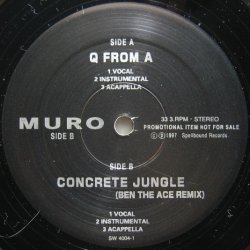 SIDE A
Q FROM A
1 VOCAL
2 INSTRUMENTAL
3 ACAPPELLA
MURO
SIDE B
33 3.RPM - STEREO
PROMOTIONAL ITEM NOT FOR SALE
© ℗ 1997 Spellbound Records
SIDE B
CONCRETE JUNGLE
(BEN THE ACE REMIX)
1 VOCAL
2 INSTRUMENTAL
3 ACAPPELLA
SW 4004-1